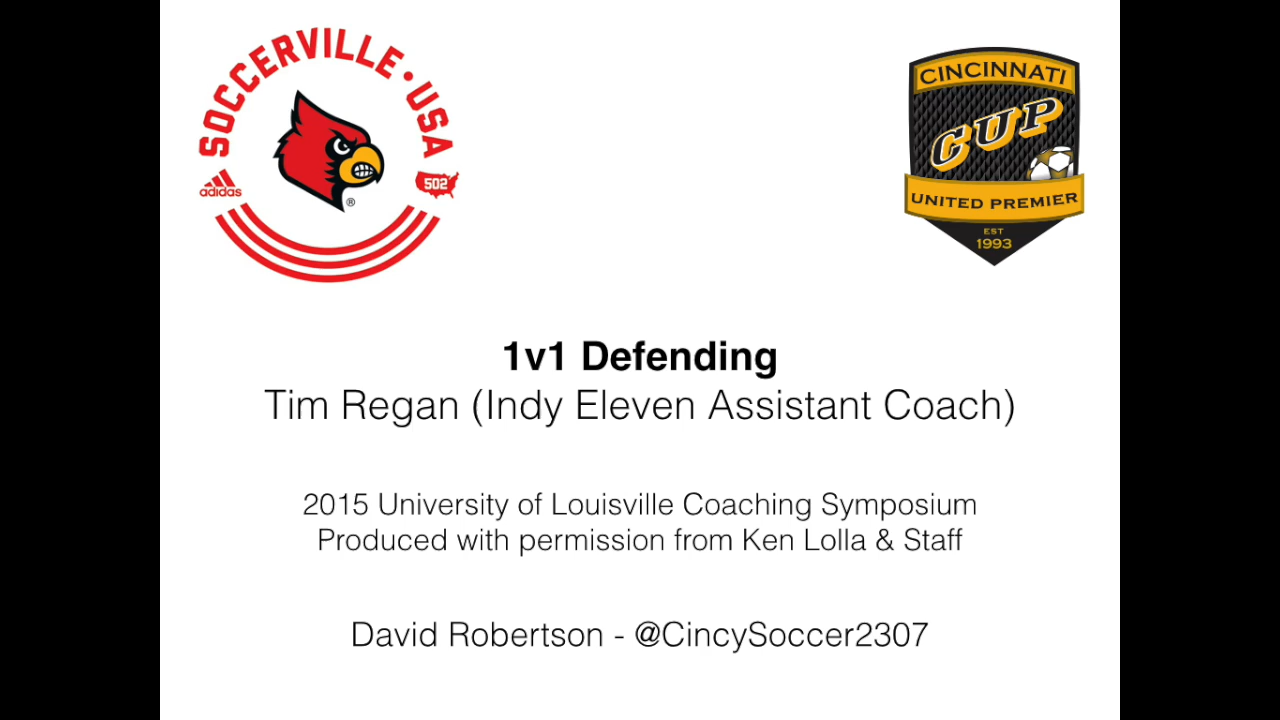 SOCCERVILLE • USA
adidas
502
®
CINCINNATI
CUP
UNITED PREMIER
EST
1993
1v1 Defending
Tim Regan (Indy Eleven Assistant Coach)
2015 University of Louisville Coaching Symposium
Produced with permission from Ken Lolla & Staff
David Robertson - @CincySoccer2307